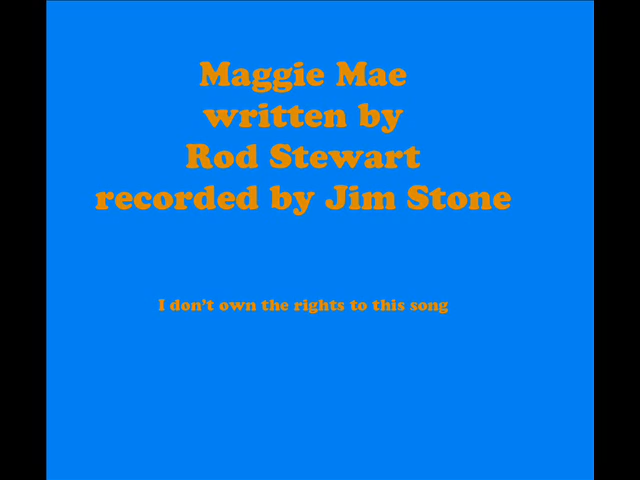 Maggie Mae
written by
Rod Stewart
recorded by Jim Stone
I don't own the rights to this song